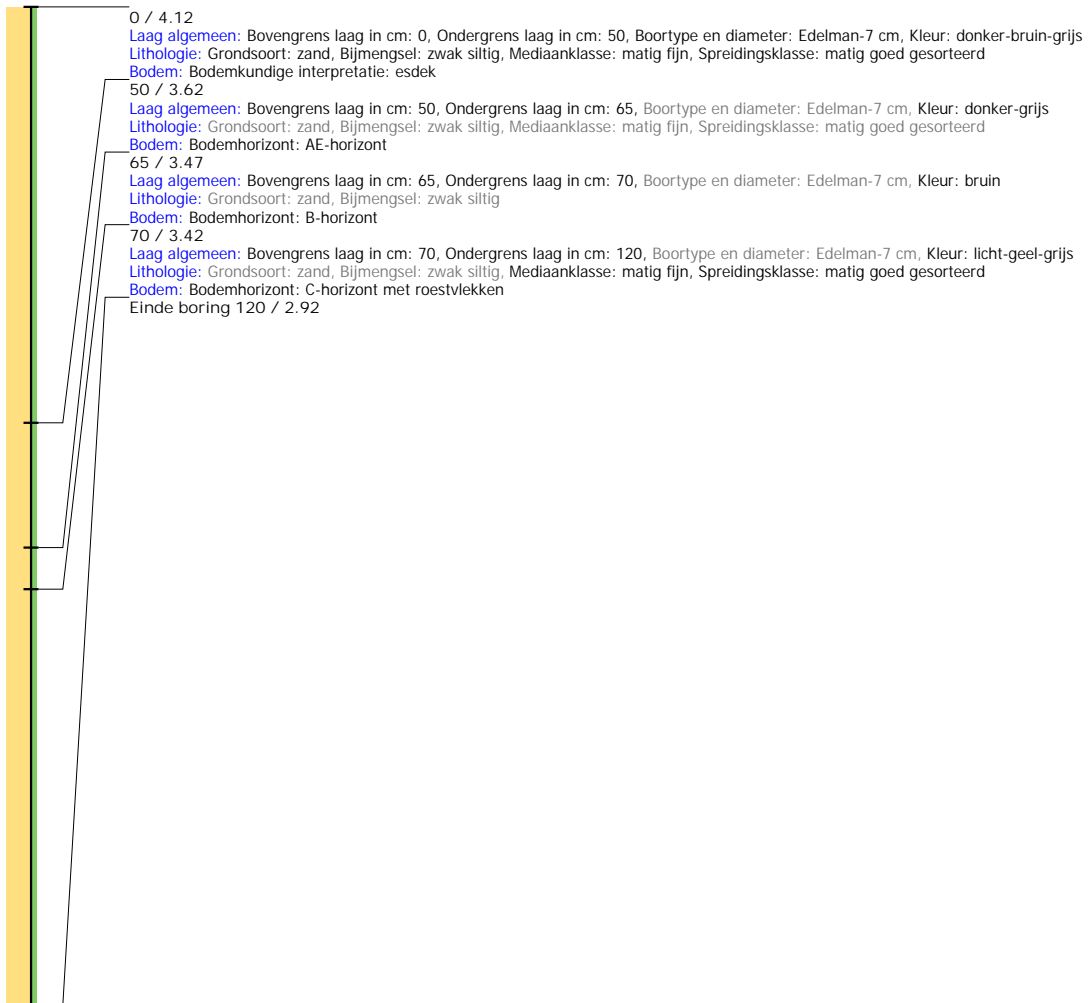 0 / 4.12
Laag algemeen: Bovengrens laag in cm: 0, Ondergrens laag in cm: 50, Boortype en diameter: Edelman-7 cm, Kleur: donker-bruin-grijs
Lithologie: Grondsoort: zand, Bijmengsel: zwak siltig, Mediaanklasse: matig fijn, Spreidingsklasse: matig goed gesorteerd
Bodem: Bodemkundige interpretatie: esdek
50 / 3.62
Laag algemeen: Bovengrens laag in cm: 50, Ondergrens laag in cm: 65, Boortype en diameter: Edelman-7 cm, Kleur: donker-grijs
Lithologie: Grondsoort: zand, Bijmengsel: zwak siltig, Mediaanklasse: matig fijn, Spreidingsklasse: matig goed gesorteerd
Bodem: Bodemhorizont: AE-horizont
65 / 3.47
Laag algemeen: Bovengrens laag in cm: 65, Ondergrens laag in cm: 70, Boortype en diameter: Edelman-7 cm, Kleur: bruin
Lithologie: Grondsoort: zand, Bijmengsel: zwak siltig
Bodem: Bodemhorizont: B-horizont
70 / 3.42
Laag algemeen: Bovengrens laag in cm: 70, Ondergrens laag in cm: 120, Boortype en diameter: Edelman-7 cm, Kleur: licht-geel-grijs
Lithologie: Grondsoort: zand, Bijmengsel: zwak siltig, Mediaanklasse: matig fijn, Spreidingsklasse: matig goed gesorteerd
Bodem: Bodemhorizont: C-horizont met roestvlekken
Einde boring 120 / 2.92